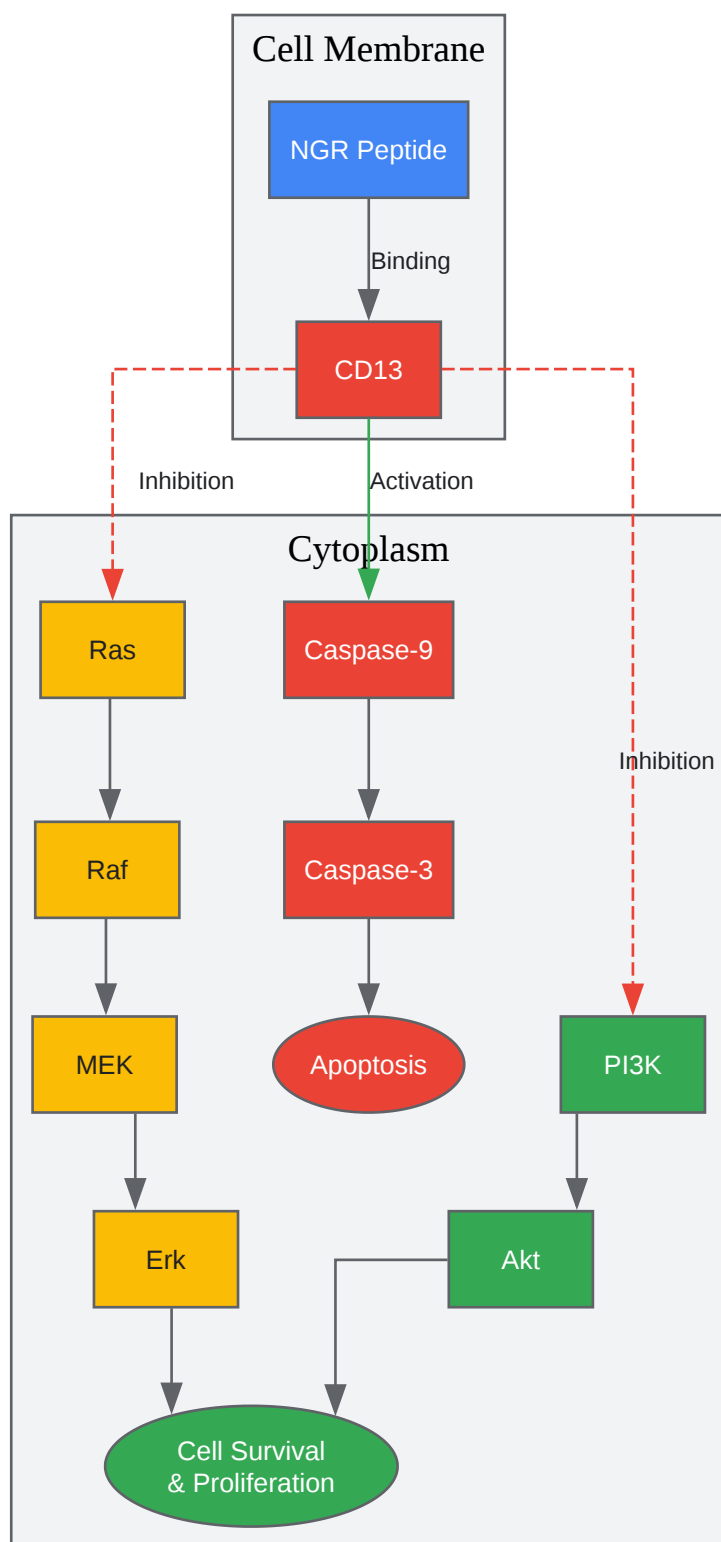 Cell Membrane
NGR Peptide
Binding
CD13
Inhibition
Activation
Cytoplasm
Ras
Caspase-9
Inhibition
Raf
Caspase-3
MEK
Apoptosis
PI3K
Erk
Akt
Cell Survival
& Proliferation